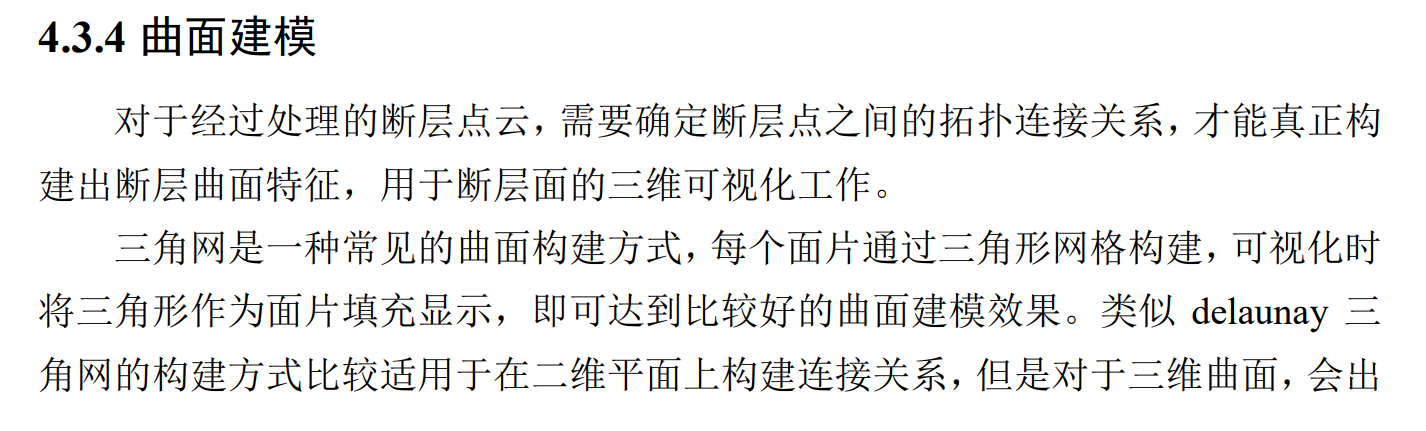 4.3.4 曲面建模
对于经过处理的断层点云，需要确定断层点之间的拓扑连接关系，才能真正构
建出断层曲面特征，用于断层面的三维可视化工作。
三角网是一种常见的曲面构建方式，每个面片通过三角形网格构建，可视化时
将三角形作为面片填充显示，即可达到比较好的曲面建模效果。类似 delaunay 三
角网的构建方式比较适用于在二维平面上构建连接关系，但是对于三维曲面，会出